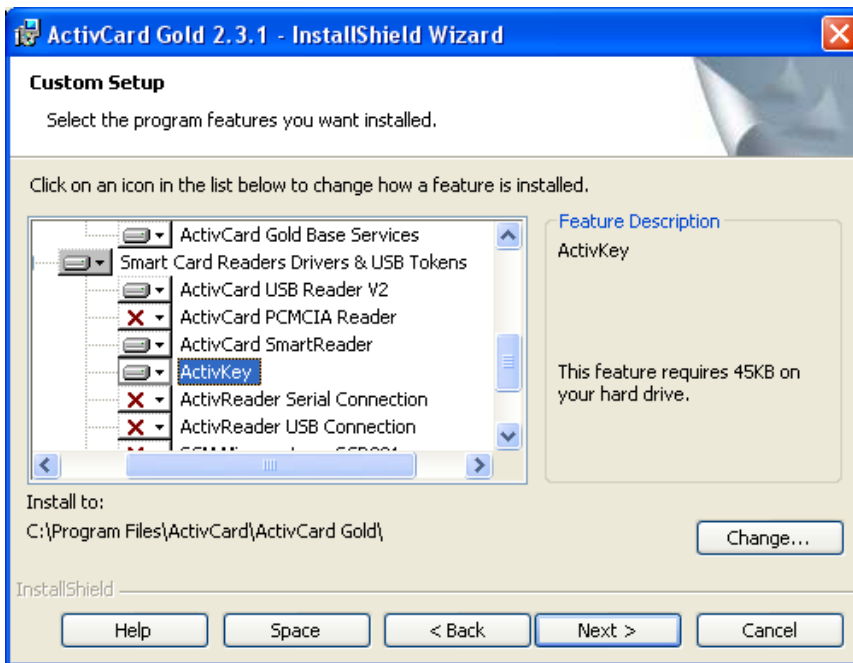 ActivCard Gold 2.3.1 - InstallShield Wizard
Custom Setup
Select the program features you want installed.
Click on an icon in the list below to change how a feature is installed.
ActivCard Gold Base Services
Smart Card Readers Drivers & USB Tokens
ActivCard USB Reader V2
ActivCard PCMCIA Reader
ActivCard SmartReader
ActivKey
ActivReader Serial Connection
ActivReader USB Connection
Feature Description
ActivKey
This feature requires 45KB on
your hard drive.
Install to:
C:\Program Files\ActivCard\ActivCard Gold\
Change...
InstallShield
Help
Space
< Back
Next >
Cancel